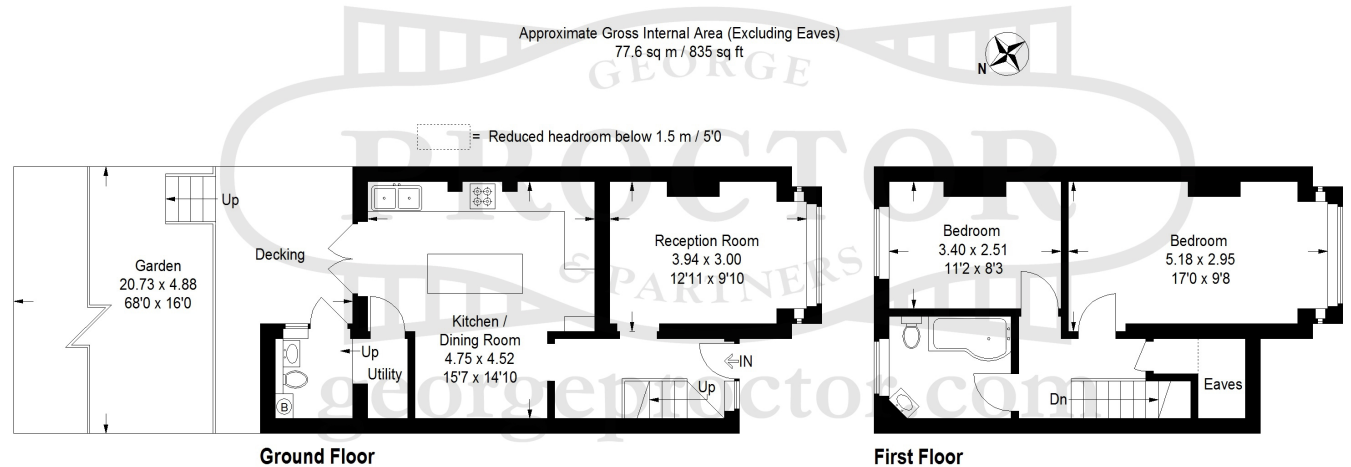 Approximate Gross Internal Area (Excluding Eaves)
77.6 sq m / 835 sq ft
N
GEORGE
PROCTOR
& PARTNERS
georgeproctor.com
= Reduced headroom below 1.5 m / 5'0
Up
Decking
Garden
20.73 x 4.88
68'0 x 16'0
Reception Room
3.94 x 3.00
12'11 x 9'10
Kitchen /
Dining Room
4.75 x 4.52
15'7 x 14'10
Up
Utility
B
IN
Up
Ground Floor
Bedroom
3.40 x 2.51
11'2 x 8'3
Bedroom
5.18 x 2.95
17'0 x 9'8
Eaves
Dn
First Floor